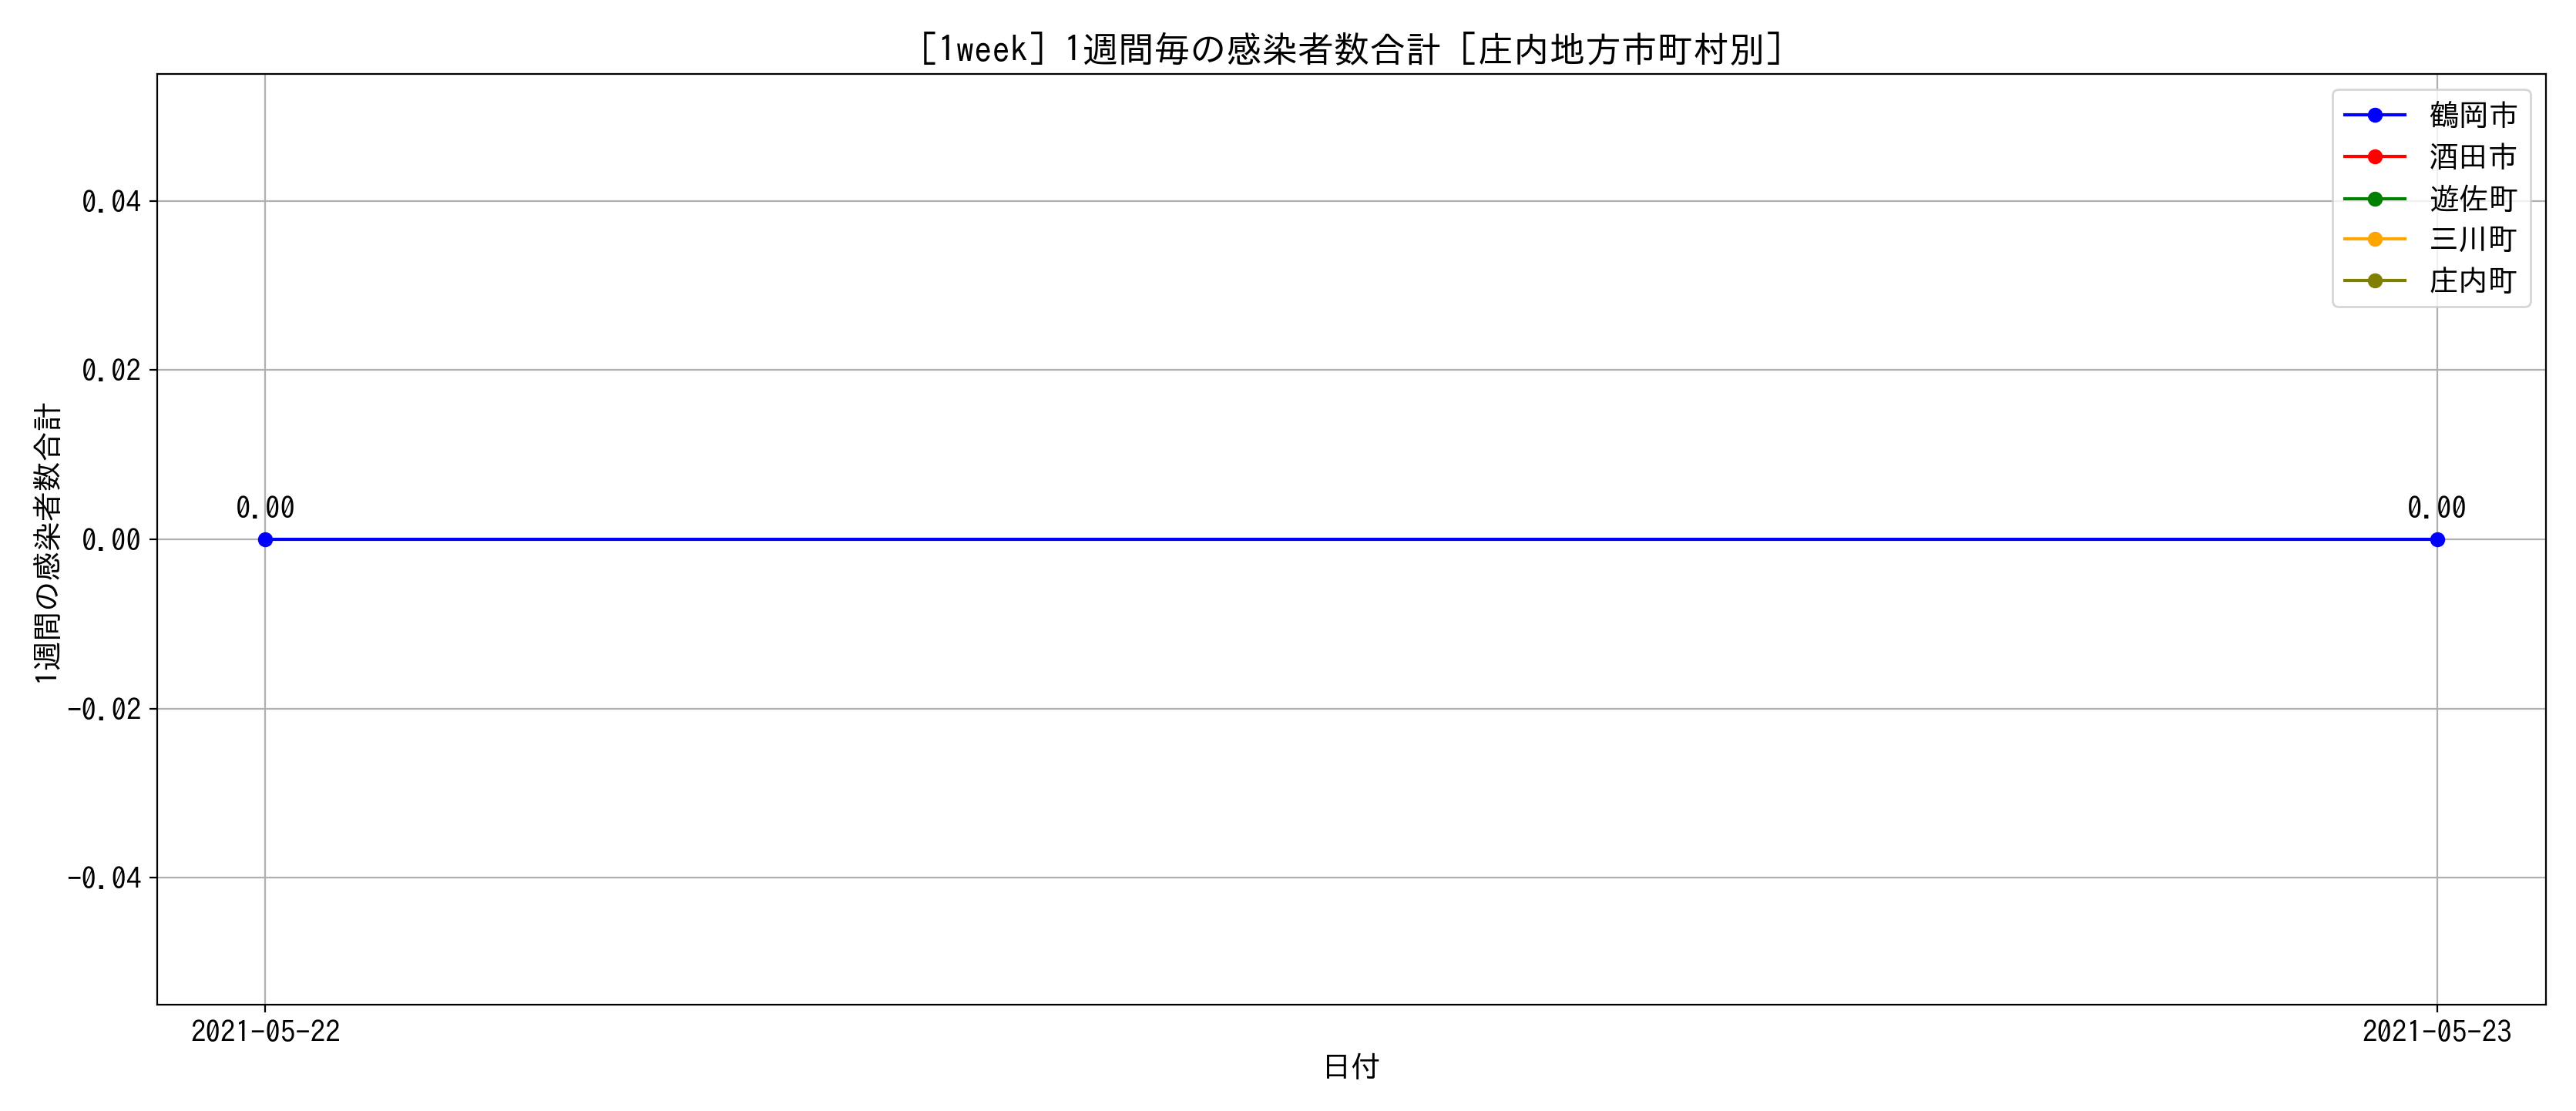 [1week] 1週間毎の感染者数合計 [庄内地方市町村別]
鶴岡市
酒田市
遊佐町
三川町
庄内町
0.04
0.02
0.00
-0.02
-0.04
1週間の感染者数合計
0.00
0.00
2021-05-22
2021-05-23
日付